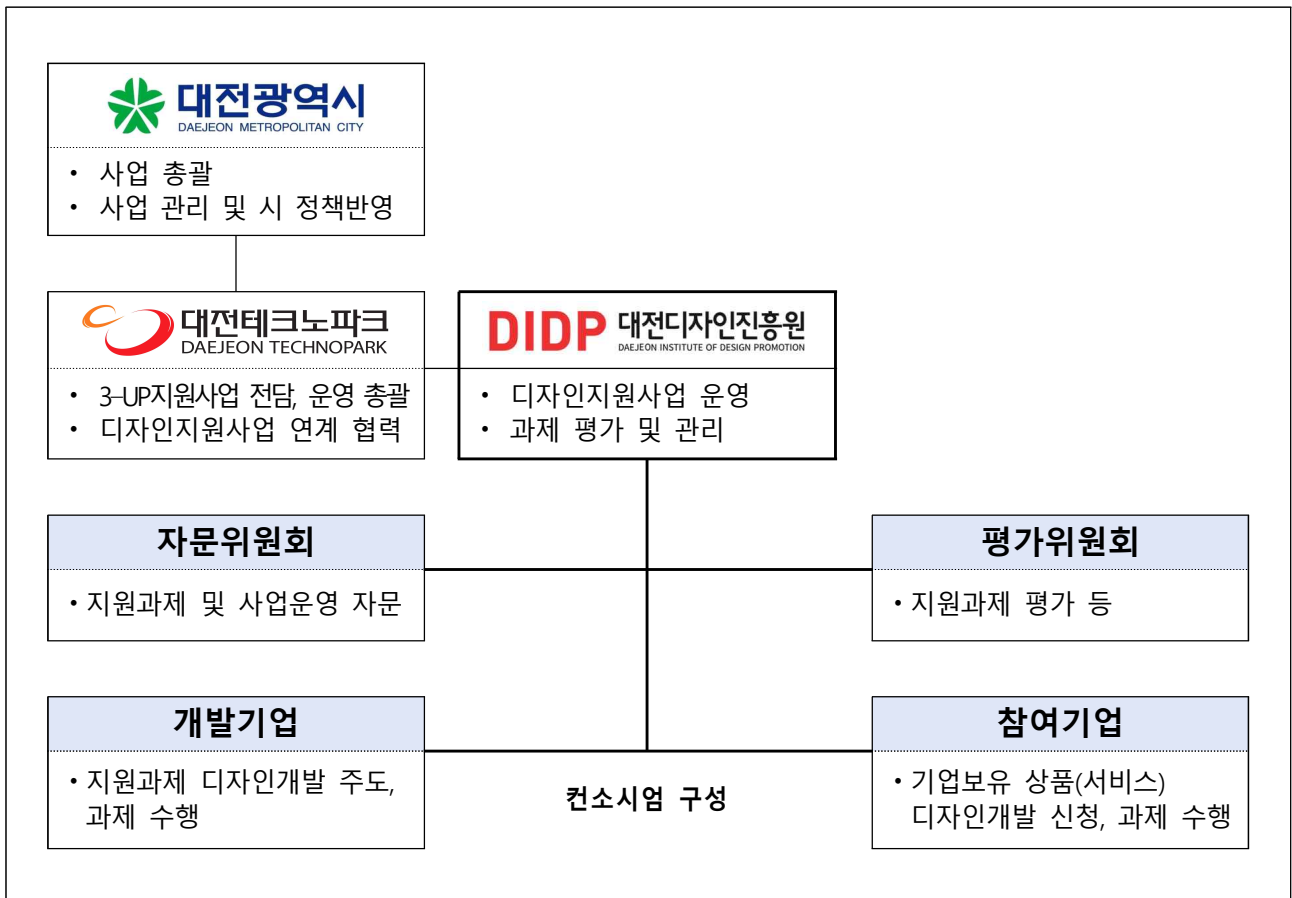 대전광역시
DAEJEON METROPOLITAN CITY
• 사업 총괄
• 사업 관리 및 시 정책반영
대전테크노파크
DAEJEON TECHNOPARK
• 3-UP지원사업 전담, 운영 총괄
• 디자인지원사업 연계 협력
DIDP 대전디자인진흥원
DAEJEON INSTITUTE OF DESIGN PROMOTION
• 디자인지원사업 운영
• 과제 평가 및 관리
자문위원회
• 지원과제 및 사업운영 자문
평가위원회
• 지원과제 평가 등
개발기업
• 지원과제 디자인개발 주도,
과제 수행
컨소시엄 구성
참여기업
• 기업보유 상품(서비스)
디자인개발 신청, 과제 수행